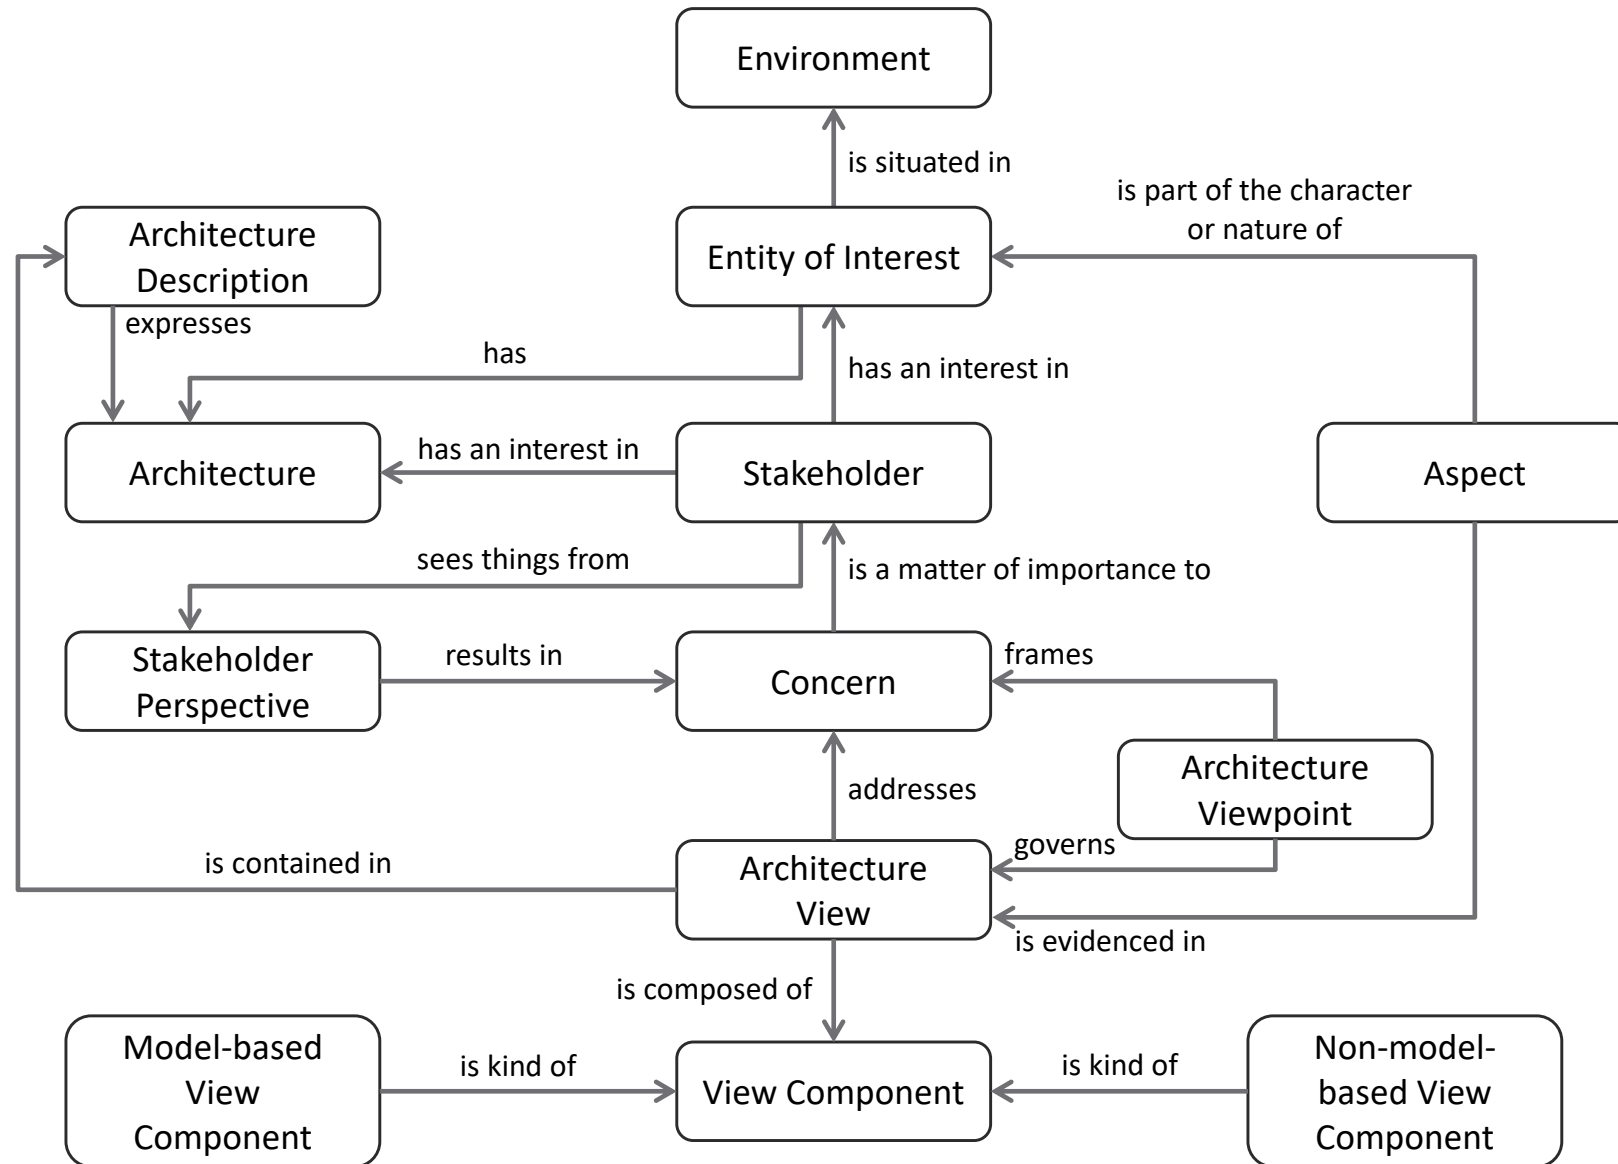 Environment
is situated in
is part of the character
or nature of
Architecture
Description
Entity of Interest
expresses
has
has an interest in
Architecture
has an interest in
Stakeholder
Aspect
sees things from
is a matter of importance to
Stakeholder
Perspective
results in
Concern
frames
Architecture
Viewpoint
addresses
governs
is contained in
Architecture
View
is evidenced in
is composed of
Model-based
View
Component
is kind of
View Component
is kind of
Non-model-
based View
Component